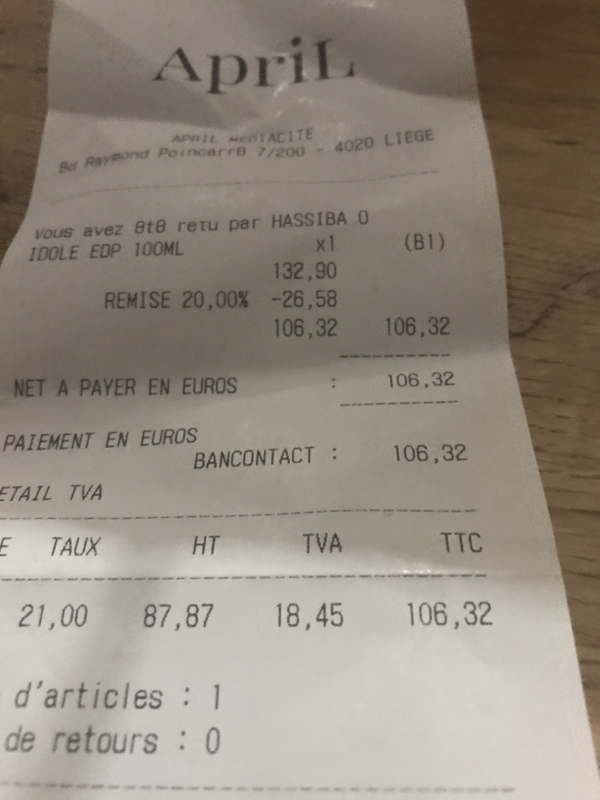 ApriL
APRIL MEDIACITE
Bd Raymond Poincarr8 7/200 - 4020 LIEGE
vous avez 8t8 retu par HASSIBA O
IDOLE EDP 100ML x1 (B1)
132,90
REMISE 20,00% -26,58
106,32 106,32
NET A PAYER EN EUROS : 106,32
PAIEMENT EN EUROS
BANCONTACT : 106,32
ETAIL TVA
E TAUX HT TVA TTC
21,00 87,87 18,45 106,32
d'articles : 1
de retours : 0